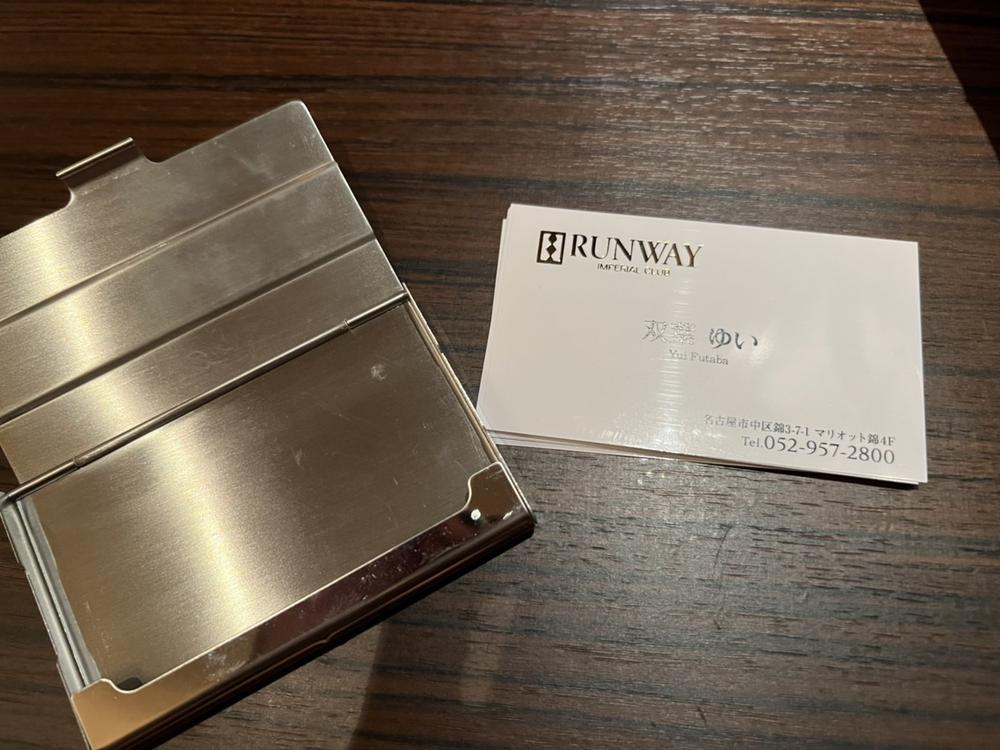 RUNWAY
IMPERIAL CLUB
双葉 ゆい
Yui Futaba
名古屋市中区錦3-7-1 マリオット錦4F
Tel.052-957-2800